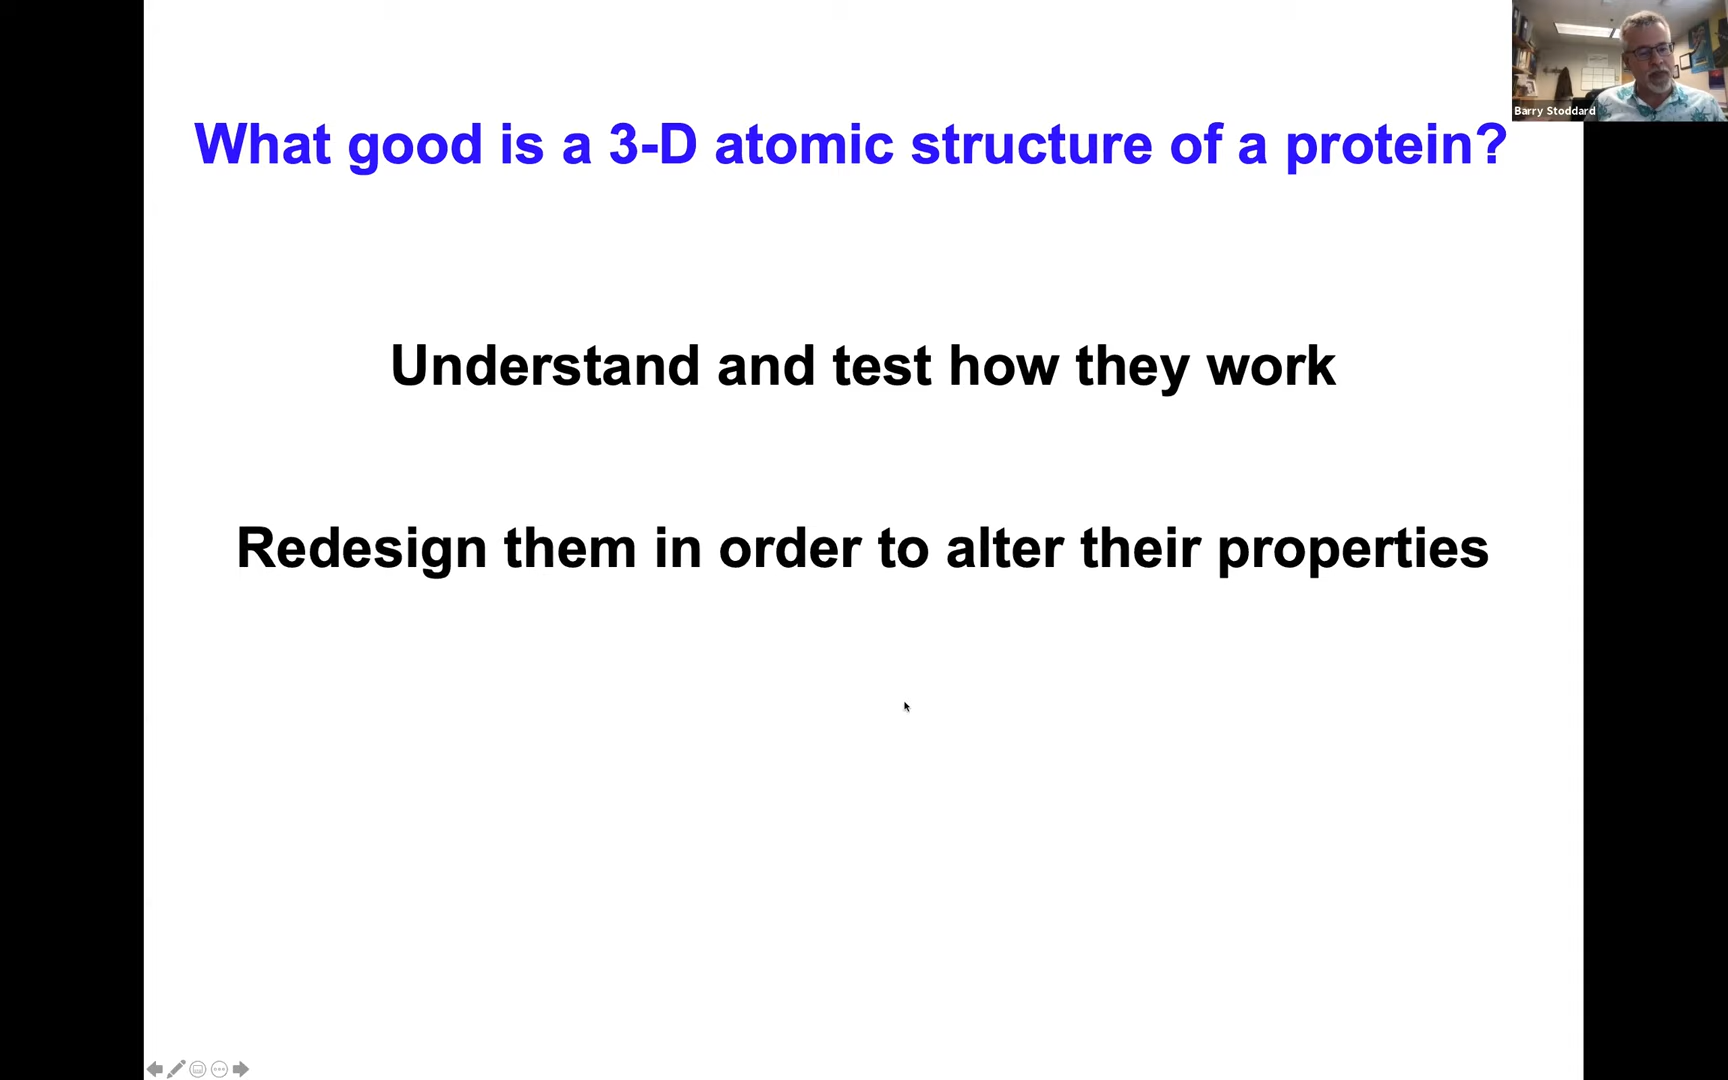 What good is a 3-D atomic structure of a protein?
Barry Stoddard
Understand and test how they work
Redesign them in order to alter their properties